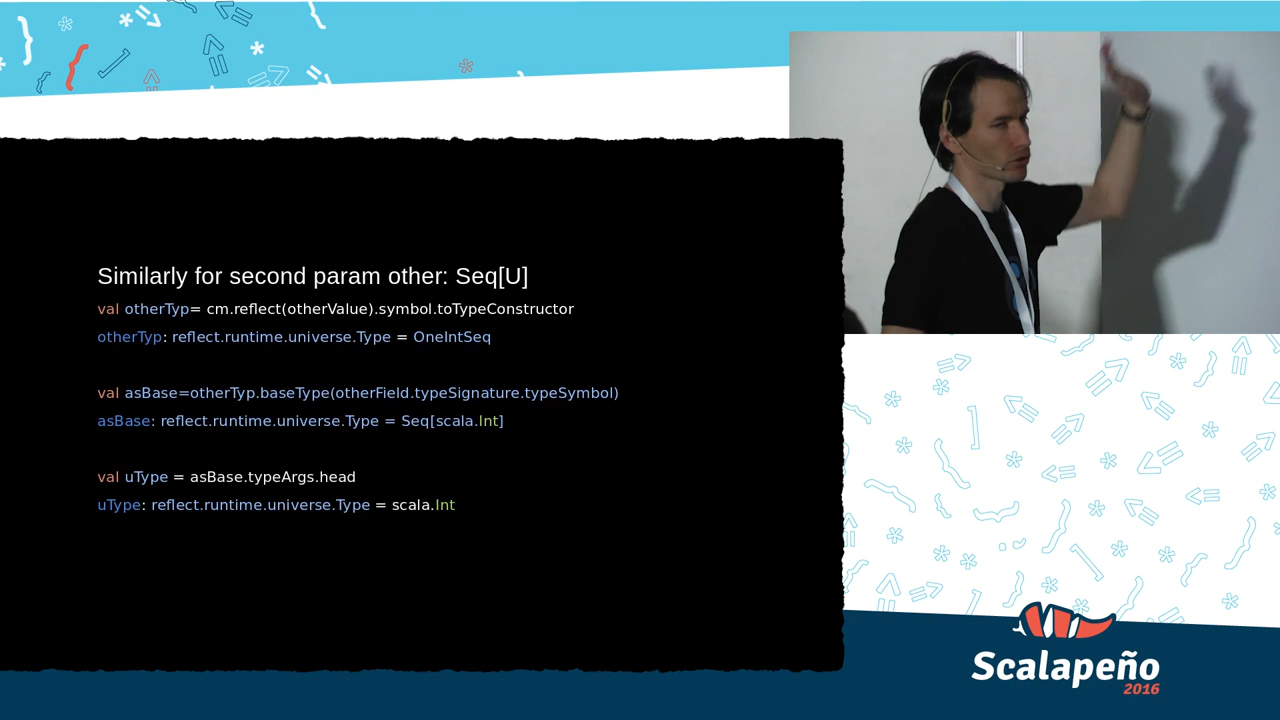 Similarly for second param other: Seq[U]
val otherTyp= cm.reflect(otherValue).symbol.toTypeConstructor
otherTyp: reflect.runtime.universe.Type = OneIntSeq
val asBase=otherTyp.baseType(otherField.typeSignature.typeSymbol)
asBase: reflect.runtime.universe.Type = Seq[scala.Int]
val uType = asBase.typeArgs.head
uType: reflect.runtime.universe.Type = scala.Int
Scalapeño
2016